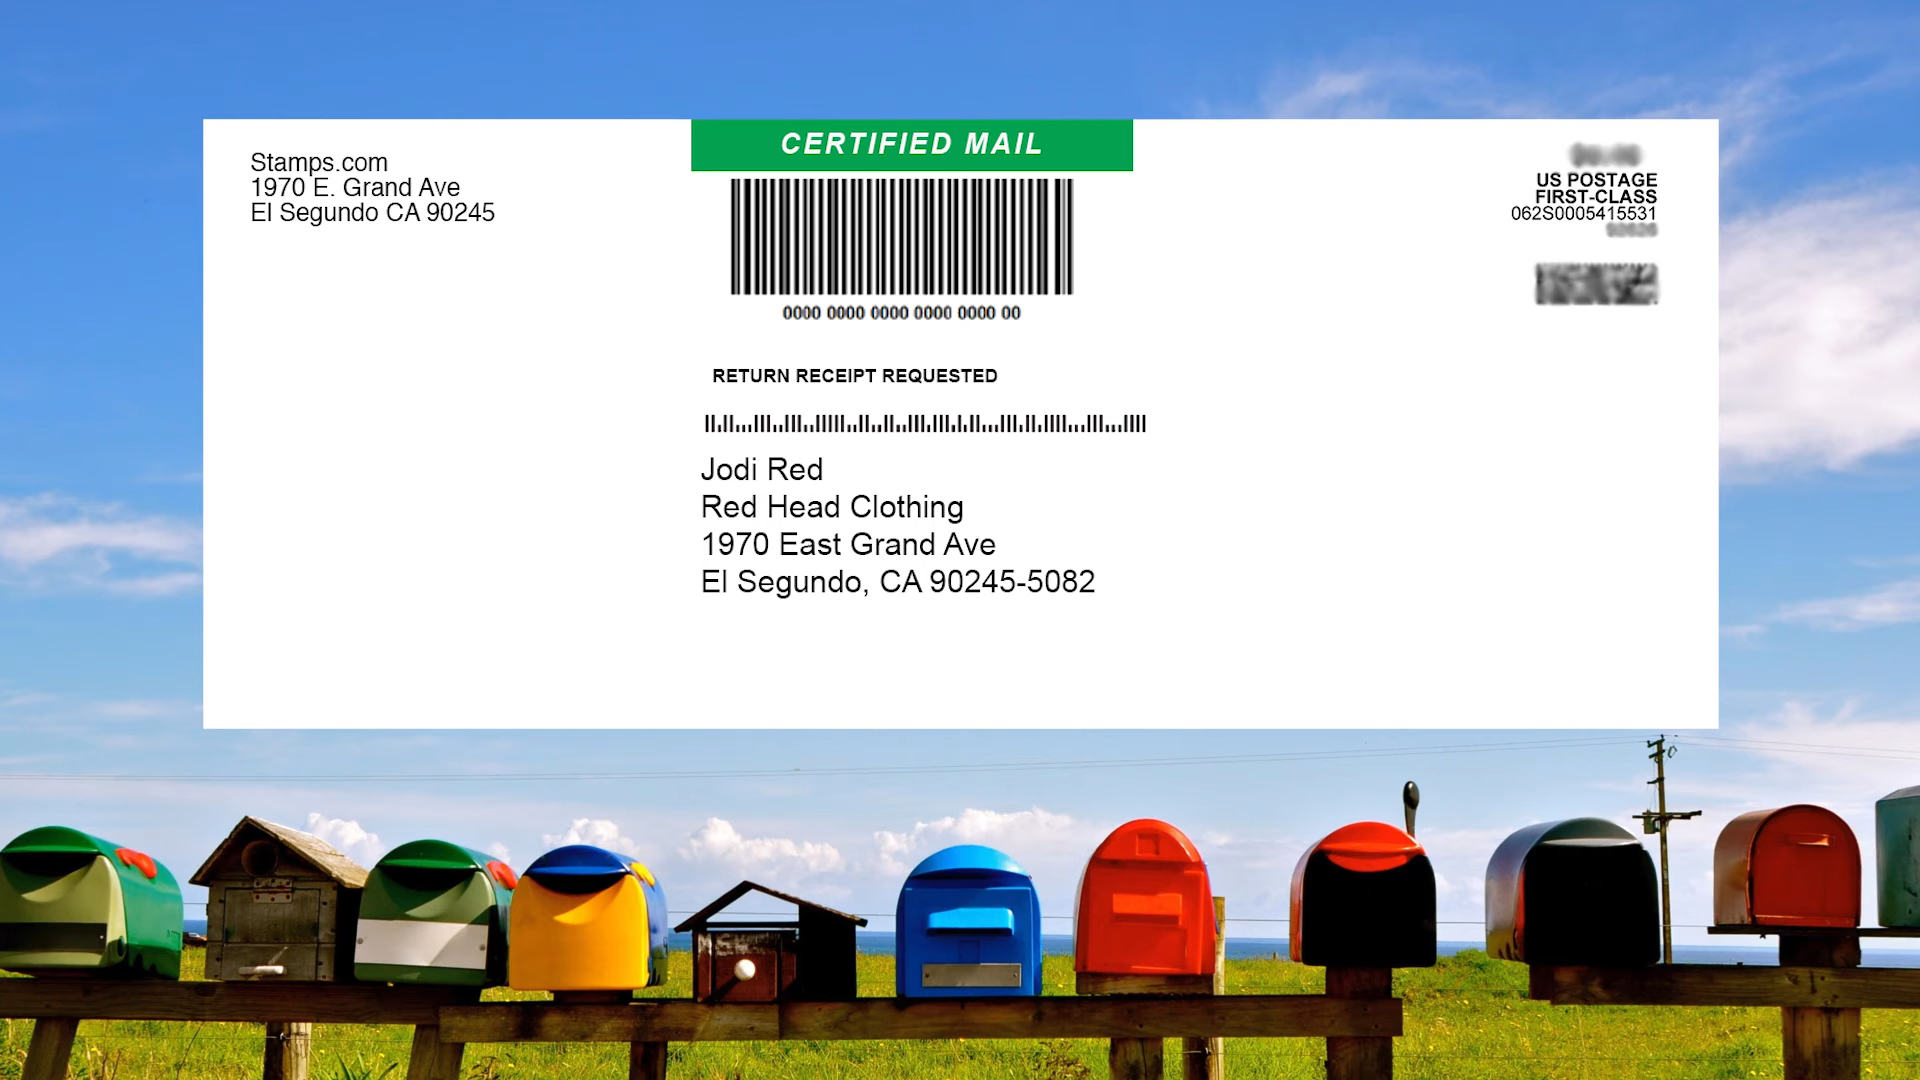 Stamps.com
1970 E. Grand Ave
El Segundo CA 90245
CERTIFIED MAIL
0000 0000 0000 0000 0000 00
US POSTAGE
FIRST-CLASS
062S0005415531
RETURN RECEIPT REQUESTED
Jodi Red
Red Head Clothing
1970 East Grand Ave
El Segundo, CA 90245-5082